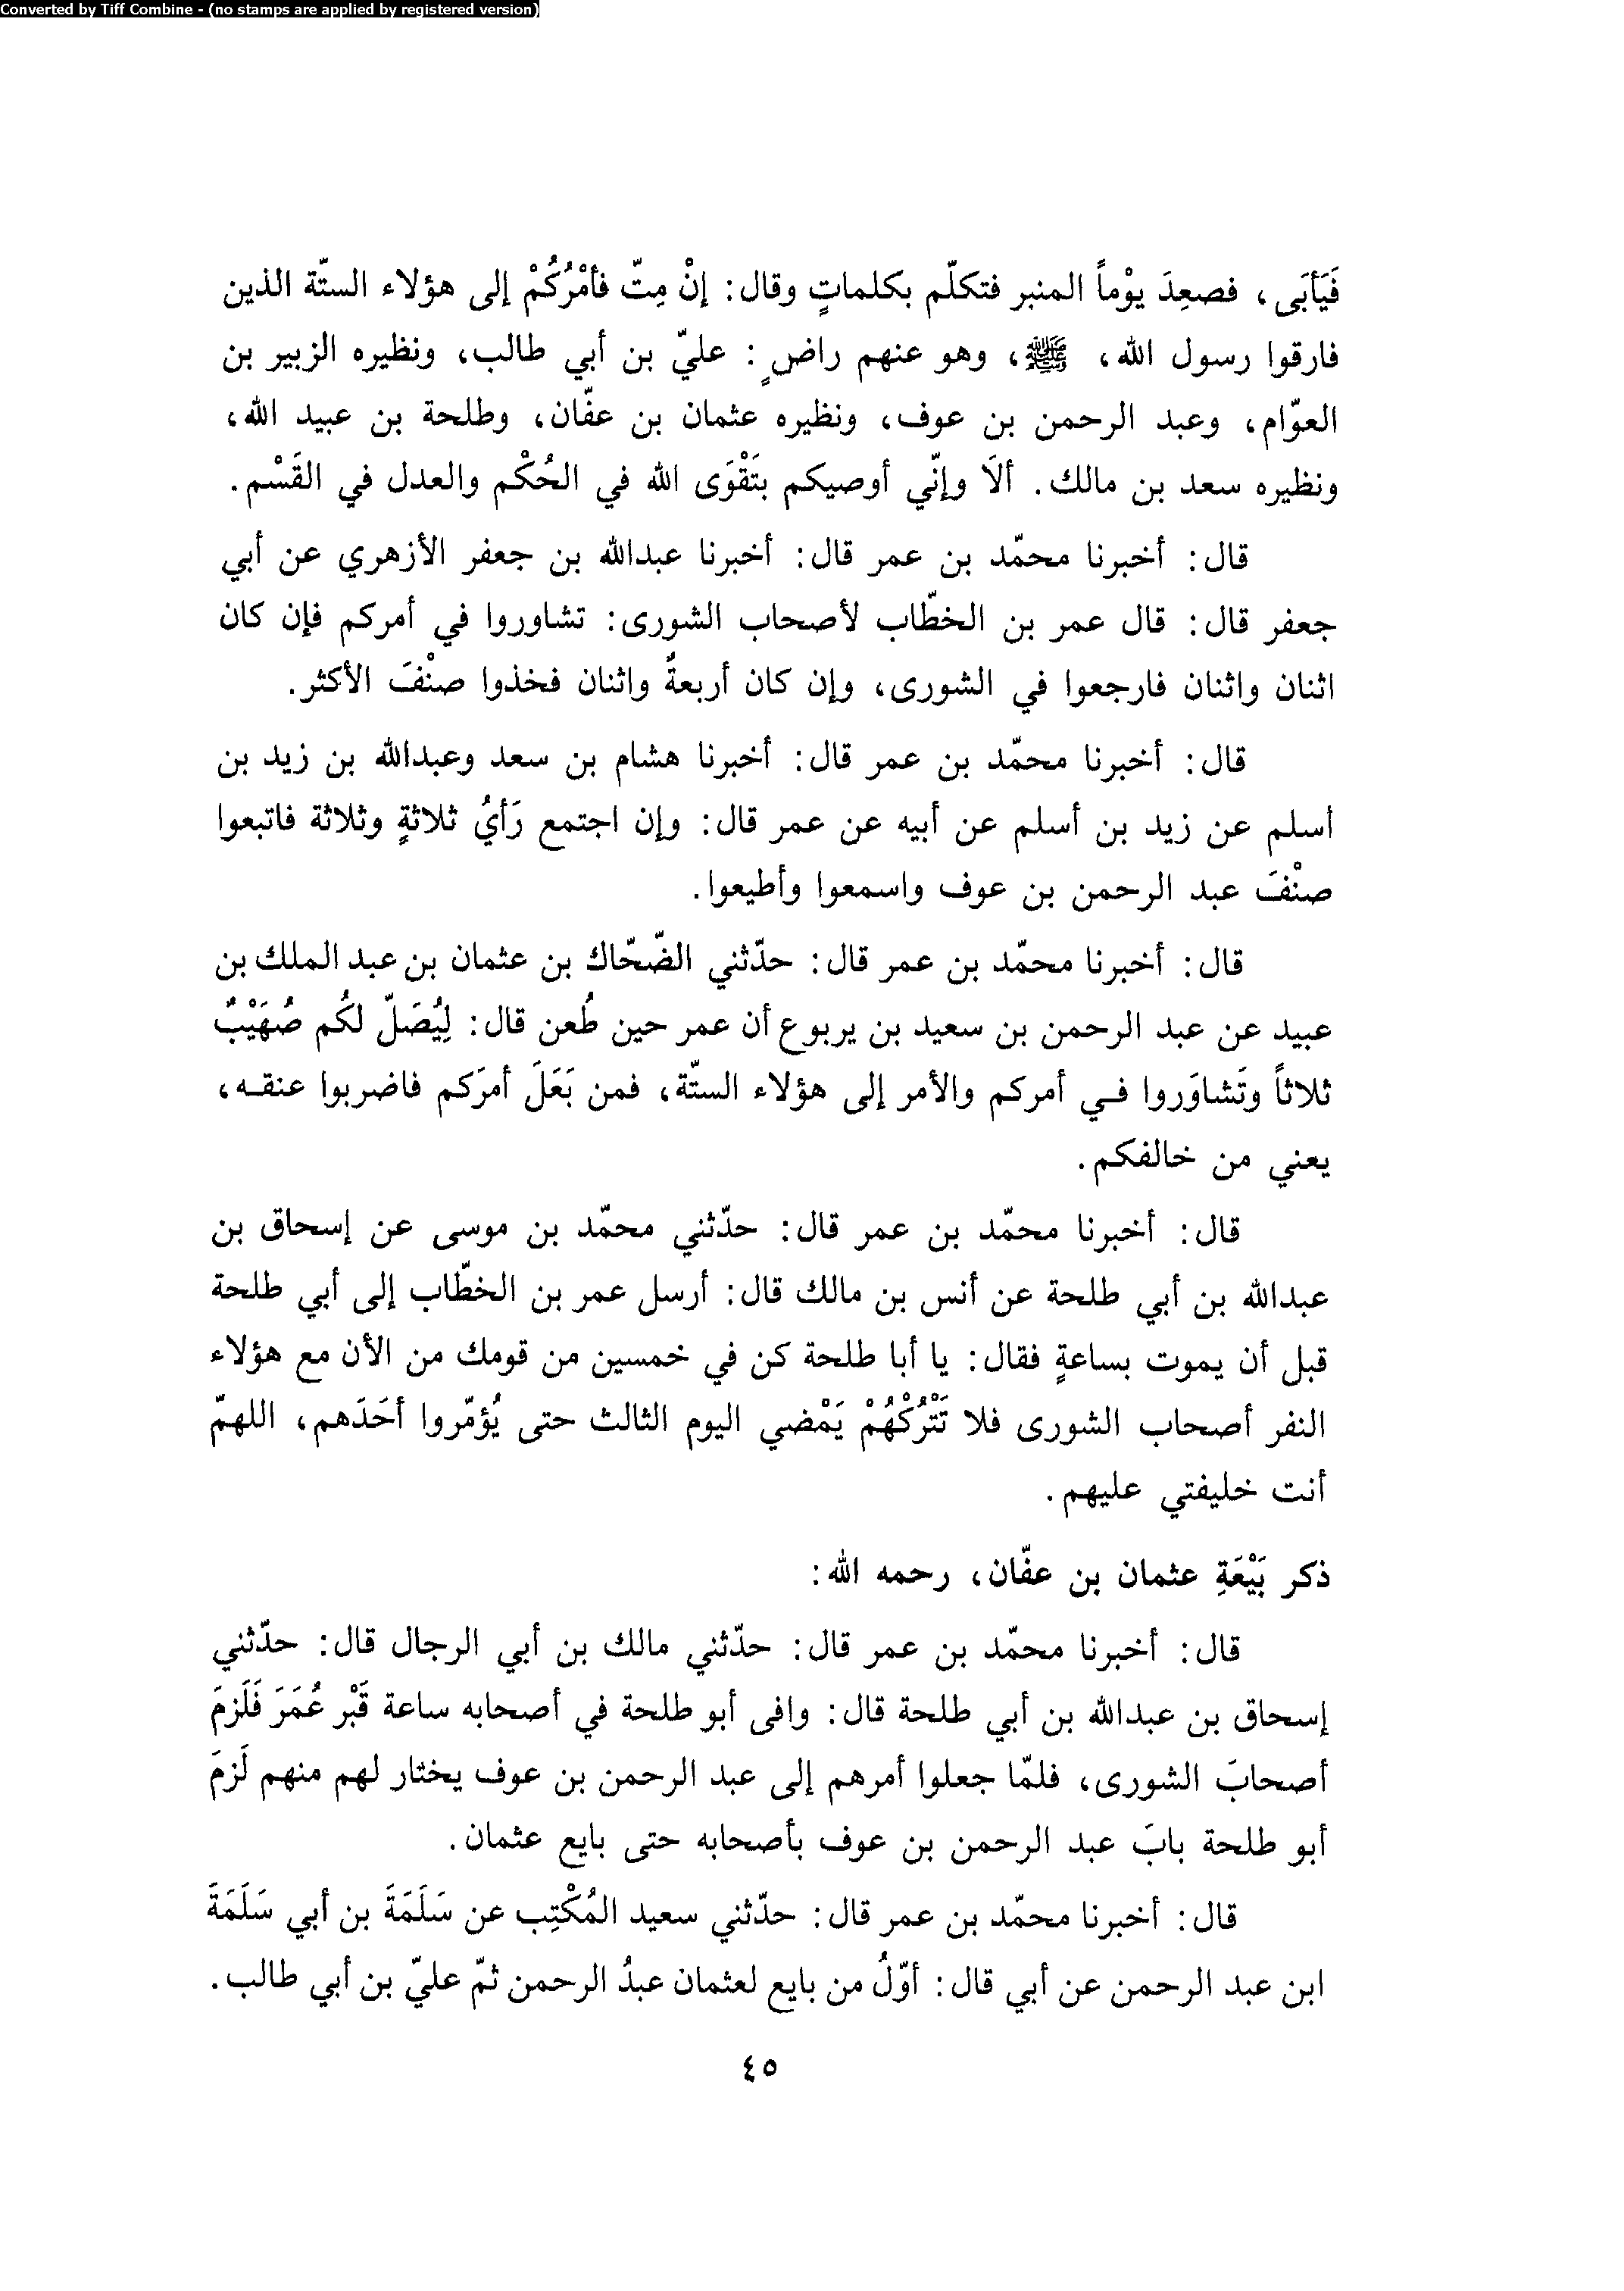 Converted by Tiff Combine - (no stamps are applied by registered version)
فَيَأبَى، فصعِدَ يوْماً المنبر فتكلّم بكلماتٍ وقال: إنْ مِتّ فأمْرُكُمْ إلى هؤلاء الستّة الذين
فارقوا رسول الله، ﷺ، وهو عنهم راضٍ: عليّ بن أبي طالب، ونظيره الزبير بن
العوّام، وعبد الرحمن بن عوف، ونظيره عثمان بن عفّان، وطلحة بن عبيد الله،
ونظيره سعد بن مالك. ألَا وإنّي أوصيكم بتَقْوَى الله في الحُكْم والعدل في القَسْم.
قال: أخبرنا محمّد بن عمر قال: أخبرنا عبدالله بن جعفر الأزهري عن أبي
جعفر قال: قال عمر بن الخطّاب لأصحاب الشورى: تشاوروا في أمركم فإن كان
اثنان واثنان فارجعوا في الشورى، وإن كان أربعةٌ واثنان فخذوا صنْفَ الأكثر.
قال: أخبرنا محمّد بن عمر قال: أخبرنا هشام بن سعد وعبدالله بن زيد بن
أسلم عن زيد بن أسلم عن أبيه عن عمر قال: وإن اجتمع رَأيُ ثلاثةٍ وثلاثة فاتبعوا
صنْفَ عبد الرحمن بن عوف واسمعوا وأطيعوا.
قال: أخبرنا محمّد بن عمر قال: حدّثني الضّحّاك بن عثمان بن عبد الملك بن
عبيد عن عبد الرحمن بن سعيد بن يربوع أن عمر حين طُعن قال: لِيُصَلّ لكُم صُهَيْبٌ
ثلاثاً وتَشاوَروا في أمركم والأمر إلى هؤلاء الستّة، فمن بَعَلَ أمرَكم فاضربوا عنقه،
يعني من خالفكم.
قال: أخبرنا محمّد بن عمر قال: حدّثني محمّد بن موسى عن إسحاق بن
عبدالله بن أبي طلحة عن أنس بن مالك قال: أرسل عمر بن الخطّاب إلى أبي طلحة
قبل أن يموت بساعةٍ فقال: يا أبا طلحة كن في خمسين من قومك من الأن مع هؤلاء
النفر أصحاب الشورى فلا تَتْرُكْهُمْ يَمْضي اليوم الثالث حتى يُؤمّروا أحَدَهم، اللهمّ
أنت خليفتي عليهم.
ذكر بَيْعَةِ عثمان بن عفّان، رحمه الله:
قال: أخبرنا محمّد بن عمر قال: حدّثني مالك بن أبي الرجال قال: حدّثني
إسحاق بن عبدالله بن أبي طلحة قال: وافى أبو طلحة في أصحابه ساعة قَبْر عُمَرَ فَلَزمَ
أصحابَ الشورى، فلمّا جعلوا أمرهم إلى عبد الرحمن بن عوف يختار لهم منهم لَزمَ
أبو طلحة بابَ عبد الرحمن بن عوف بأصحابه حتى بايع عثمان.
قال: أخبرنا محمّد بن عمر قال: حدّثني سعيد المُكْتِب عن سَلَمَةَ بن أبي سَلَمَةَ
ابن عبد الرحمن عن أبي قال: أوّلُ من بايع لعثمان عبدُ الرحمن ثمّ عليّ بن أبي طالب.
٤٥